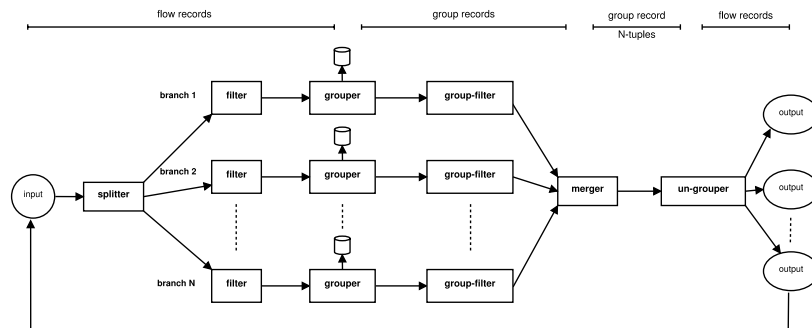 flow records
group records
group record
N-tuples
flow records
branch 1
filter
grouper
group-filter
output
branch 2
filter
grouper
group-filter
input
splitter
merger
un-grouper
output
branch N
filter
grouper
group-filter
output